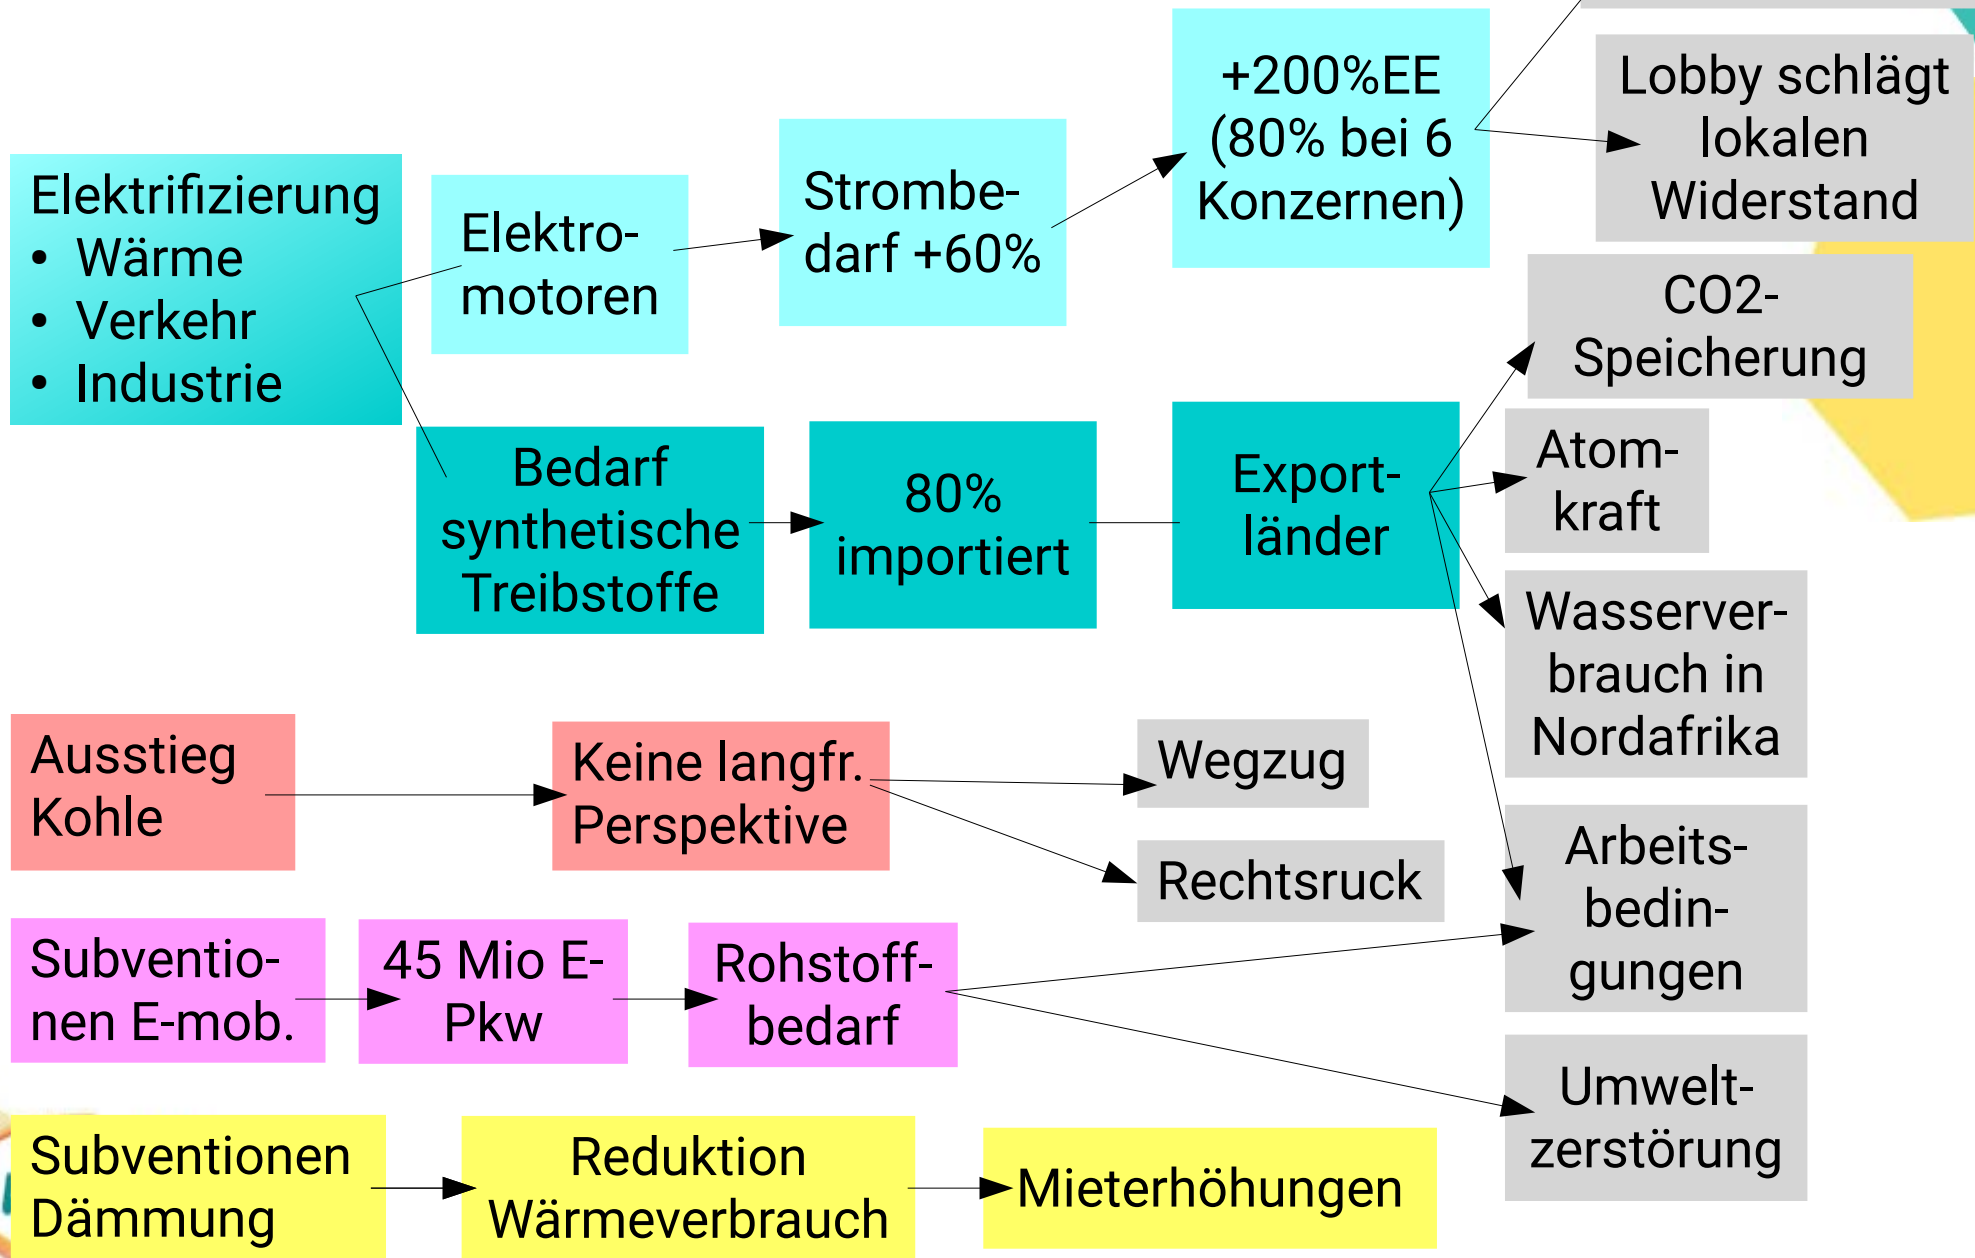 Elektrifizierung
• Wärme
• Verkehr
• Industrie
Elektro-
motoren
Strombe-
darf +60%
+200%EE
(80% bei 6
Konzernen)
Lobby schlägt
lokalen
Widerstand
Bedarf
synthetische
Treibstoffe
80%
importiert
Export-
länder
CO2-
Speicherung
Atom-
kraft
Wasserver-
brauch in
Nordafrika
Arbeits-
bedin-
gungen
Ausstieg
Kohle
Keine langfr.
Perspektive
Wegzug
Rechtsruck
Subventio-
nen E-mob.
45 Mio E-
Pkw
Rohstoff-
bedarf
Umwelt-
zerstörung
Subventionen
Dämmung
Reduktion
Wärmeverbrauch
Mieterhöhungen